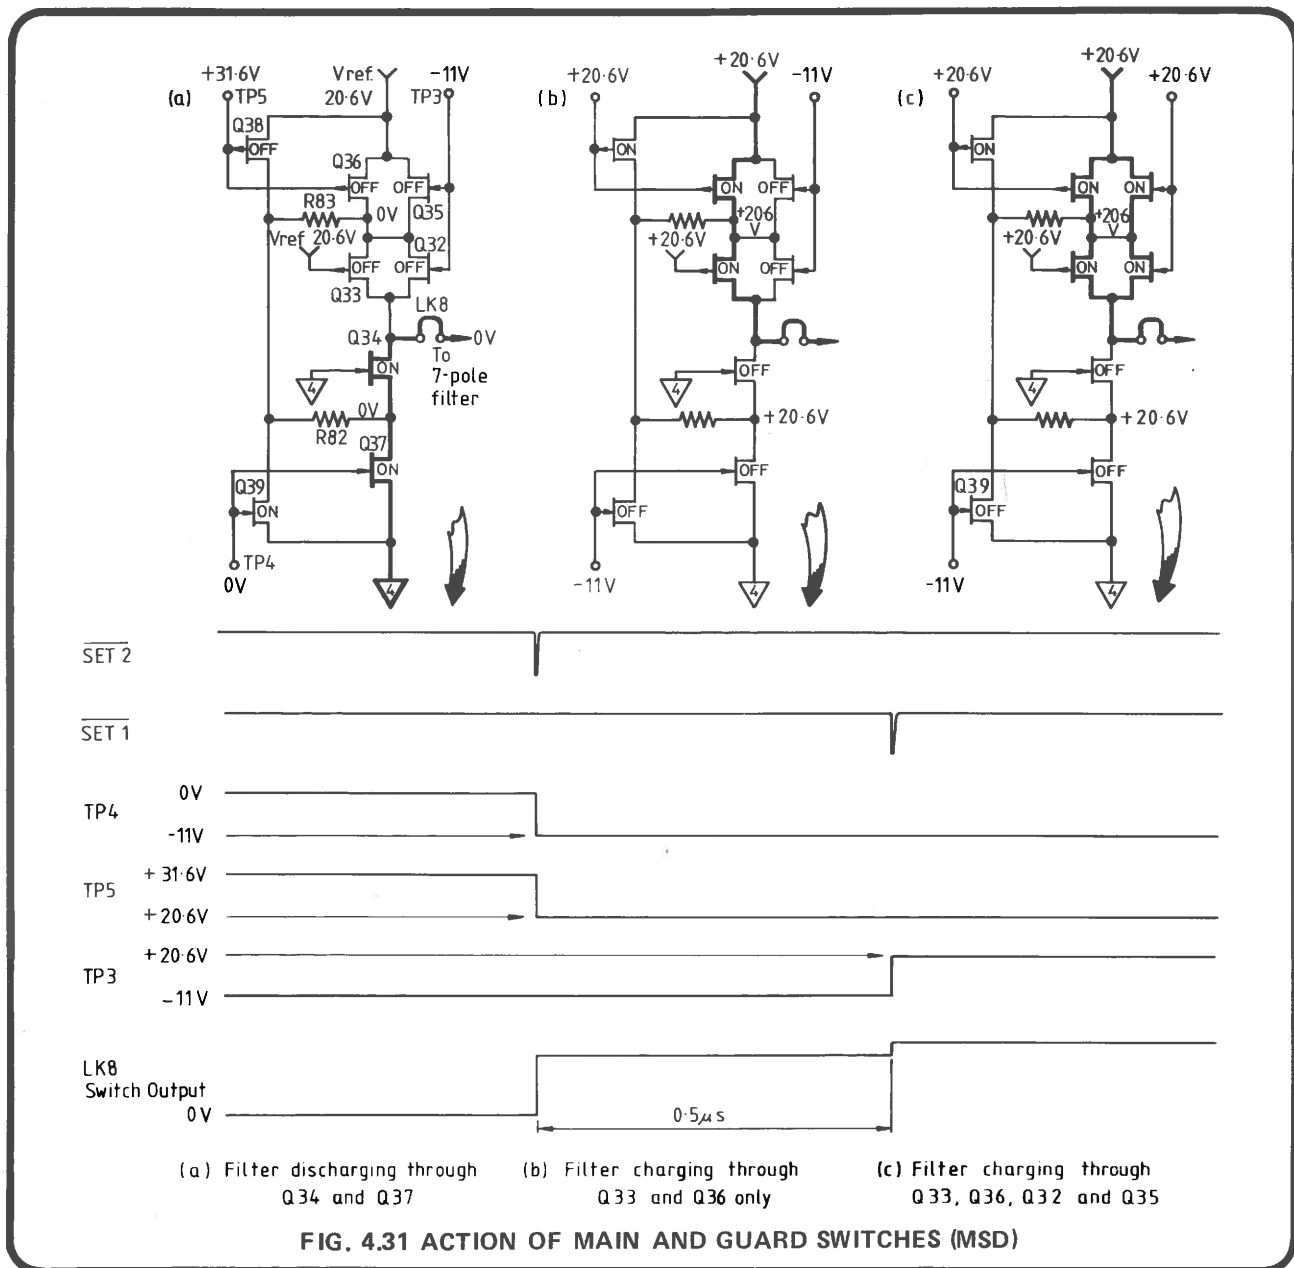 (a)
+31·6V
TP5
Vref.
20·6V
-11V
TP3
Q38
OFF
Q36
OFF
OFF
Q35
R83
0V
Vref 20·6V
Q32
OFF
OFF
Q33
LK8
Q34
0V
ON
To
7-pole
filter
4
0V
R82
Q37
ON
Q39
ON
TP4
0V
4
(b)
+20·6V
+20·6V
-11V
ON
ON
OFF
+20·6
V
+20·6V
ON
OFF
OFF
4
+20·6V
OFF
OFF
-11V
4
(c)
+20·6V
+20·6V
+20·6V
ON
ON
ON
+20·6
V
+20·6V
ON
ON
OFF
4
+20·6V
OFF
Q39
OFF
-11V
4
SET 2
SET 1
TP4
0V
-11V
TP5
+31·6V
+20·6V
TP3
+20·6V
-11V
LK8
Switch Output
0V
0·5µs
(a) Filter discharging through
Q34 and Q37
(b) Filter charging through
Q33 and Q36 only
(c) Filter charging through
Q33, Q36, Q32 and Q35
FIG. 4.31 ACTION OF MAIN AND GUARD SWITCHES (MSD)